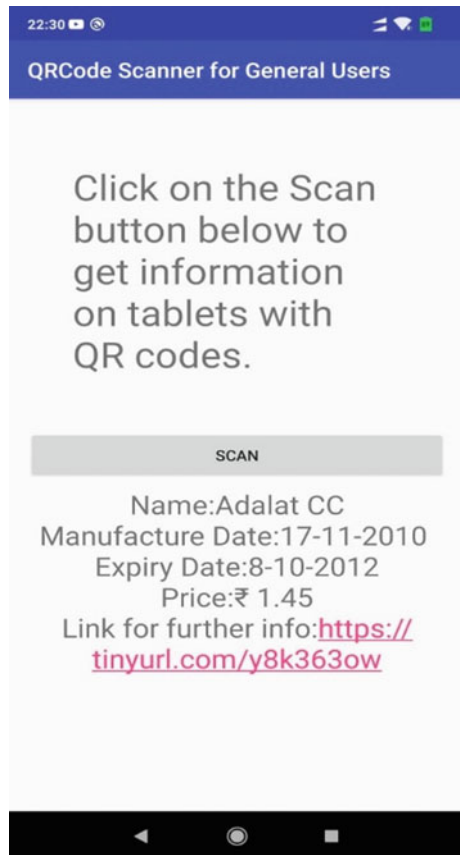 22:30
QRCode Scanner for General Users
Click on the Scan
button below to
get information
on tablets with
QR codes.
SCAN
Name:Adalat CC
Manufacture Date:17-11-2010
Expiry Date:8-10-2012
Price:₹ 1.45
Link for further info:https://
tinyurl.com/y8k363ow